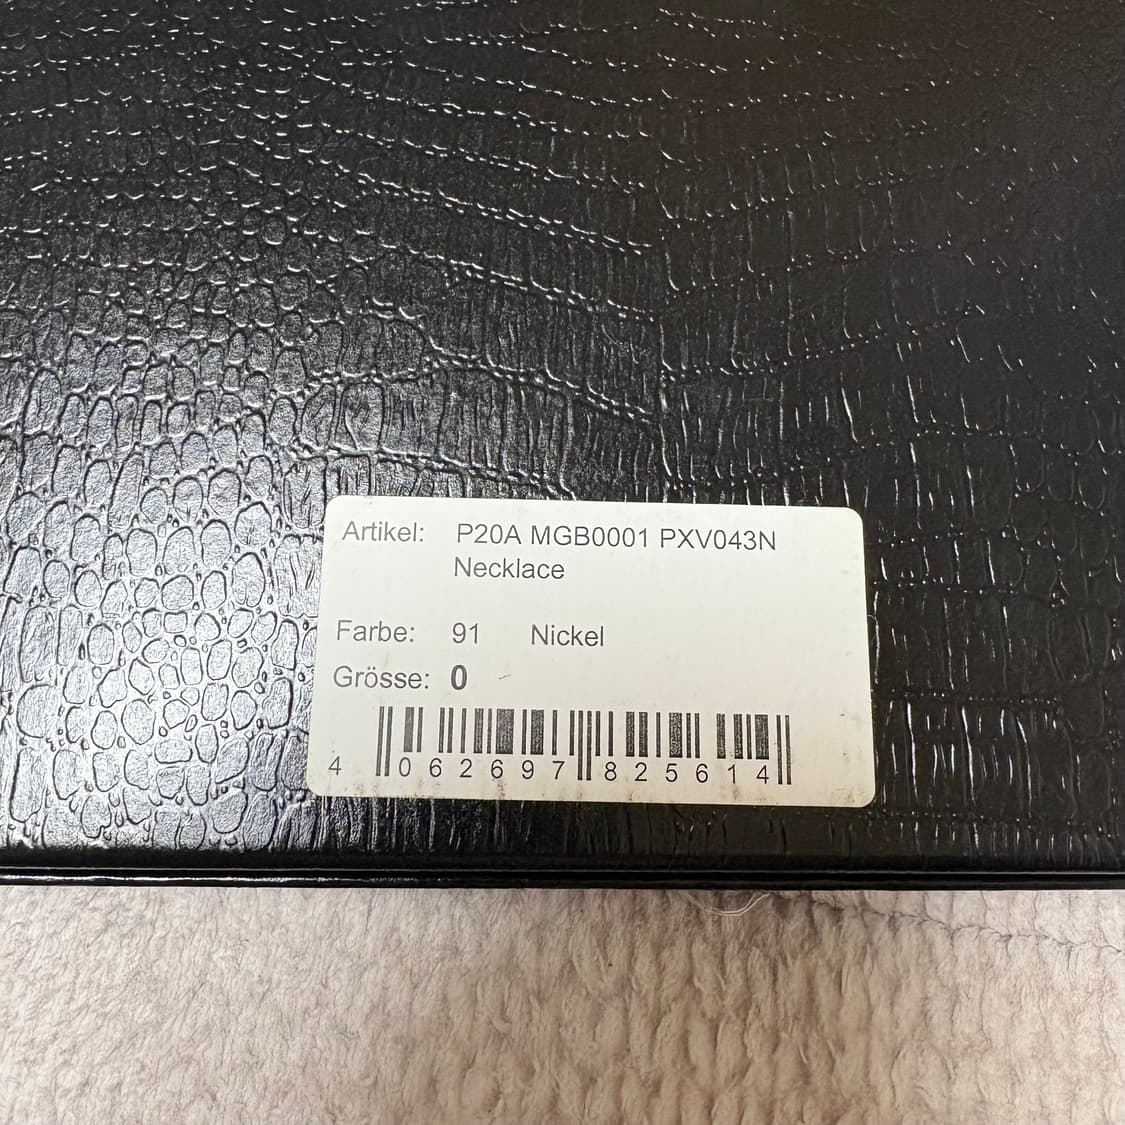 Artikel: P20A MGB0001 PXV043N
Necklace
Farbe: 91 Nickel
Grösse: 0
4 062697 825614